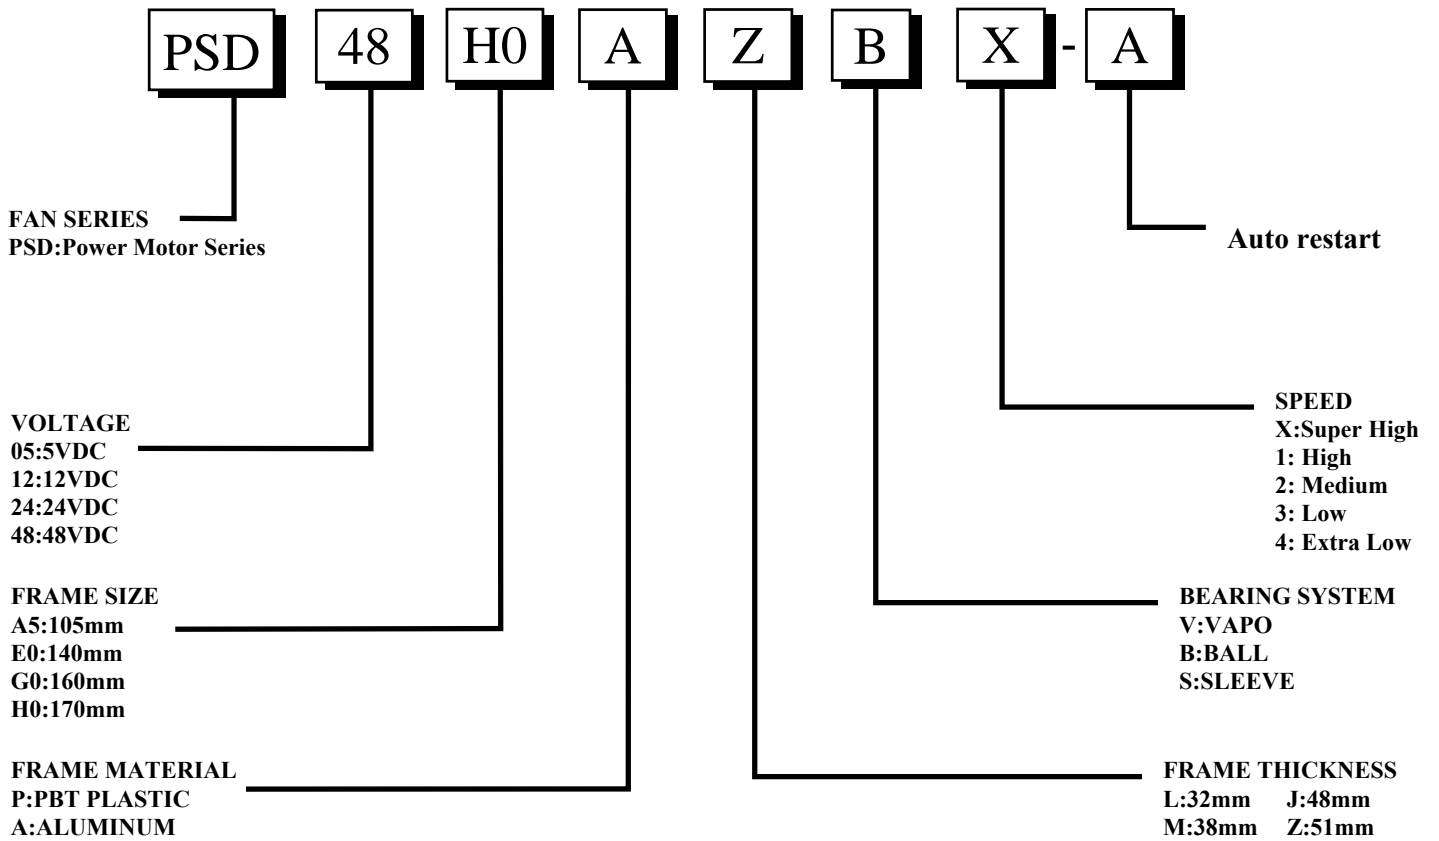 PSD 48 H0 A Z B X - A
FAN SERIES
PSD:Power Motor Series
Auto restart
VOLTAGE
05:5VDC
12:12VDC
24:24VDC
48:48VDC
SPEED
X:Super High
1: High
2: Medium
3: Low
4: Extra Low
FRAME SIZE
A5:105mm
E0:140mm
G0:160mm
H0:170mm
BEARING SYSTEM
V:VAPO
B:BALL
S:SLEEVE
FRAME MATERIAL
P:PBT PLASTIC
A:ALUMINUM
FRAME THICKNESS
L:32mm J:48mm
M:38mm Z:51mm